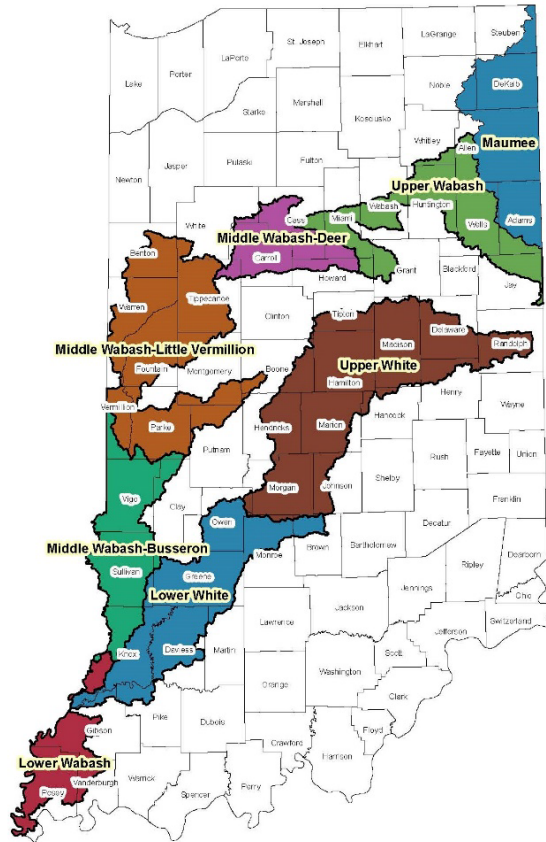 Steuben
LaGrange
Elkhart
St. Joseph
LaPorte
Porter
Lake
DeKalb
Noble
Marshall
Starke
Kosciusko
Whitley
Allen
Maumee
Fulton
Pulaski
Jasper
Newton
Upper Wabash
Wabash
Huntington
Miami
Cass
White
Adams
Wells
Middle Wabash-Deer
Benton
Carroll
Grant
Blackford
Jay
Howard
Warren
Tippecanoe
Clinton
Tipton
Madison
Delaware
Randolph
Middle Wabash-Little Vermillion
Fountain
Montgomery
Boone
Upper White
Hamilton
Henry
Wayne
Vermillion
Parke
Hendricks
Marion
Hancock
Putnam
Rush
Fayette
Union
Shelby
Vigo
Clay
Morgan
Johnson
Franklin
Owen
Decatur
Middle Wabash-Busseron
Monroe
Brown
Bartholomew
Dearborn
Ripley
Sullivan
Greene
Lower White
Jennings
Ohio
Jackson
Switzerland
Lawrence
Jefferson
Knox
Daviess
Martin
Scott
Washington
Orange
Clark
Pike
Dubois
Gibson
Crawford
Floyd
Harrison
Lower Wabash
Posey
Vanderburgh
Warrick
Spencer
Perry